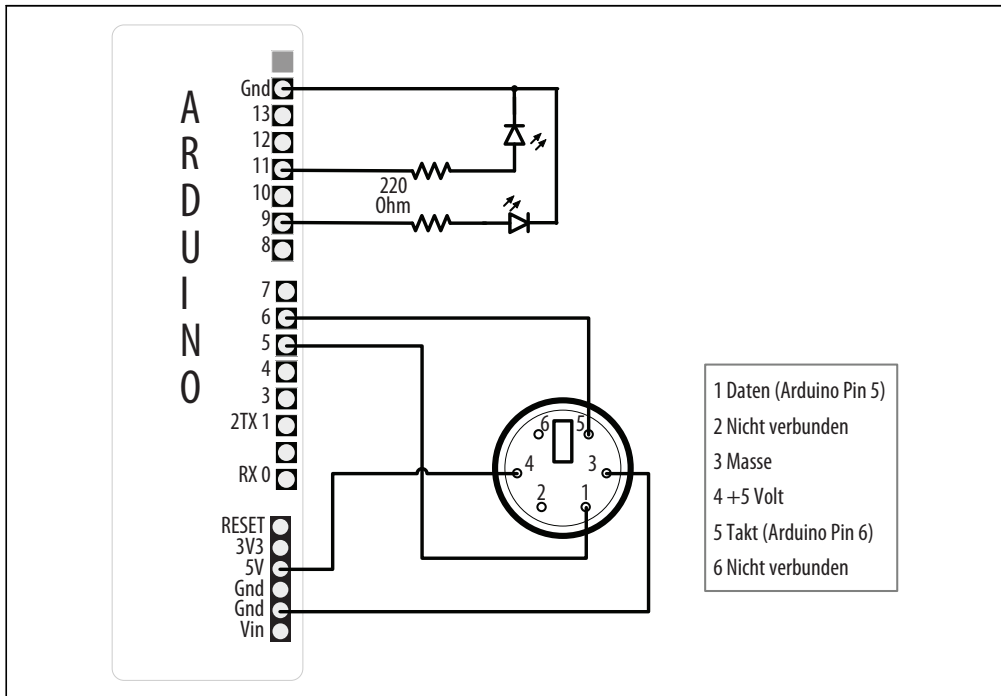 ARDUINO
Gnd
13
12
11
10
9
8
7
6
5
4
3
2TX 1
RX 0
RESET
3V3
5V
Gnd
Gnd
Vin
220
Ohm
6
5
4
3
2
1
1 Daten (Arduino Pin 5)
2 Nicht verbunden
3 Masse
4 +5 Volt
5 Takt (Arduino Pin 6)
6 Nicht verbunden